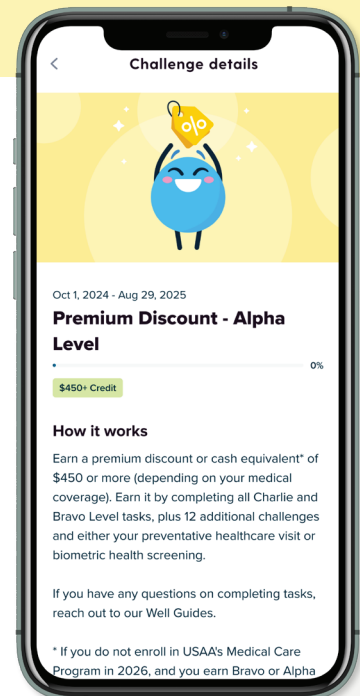 Challenge details
%
Oct 1, 2024 - Aug 29, 2025
Premium Discount - Alpha
Level
0%
$450+ Credit
How it works
Earn a premium discount or cash equivalent* of
$450 or more (depending on your medical
coverage). Earn it by completing all Charlie and
Bravo Level tasks, plus 12 additional challenges
and either your preventative healthcare visit or
biometric health screening.
If you have any questions on completing tasks,
reach out to our Well Guides.
* If you do not enroll in USAA's Medical Care
Program in 2026, and you earn Bravo or Alpha